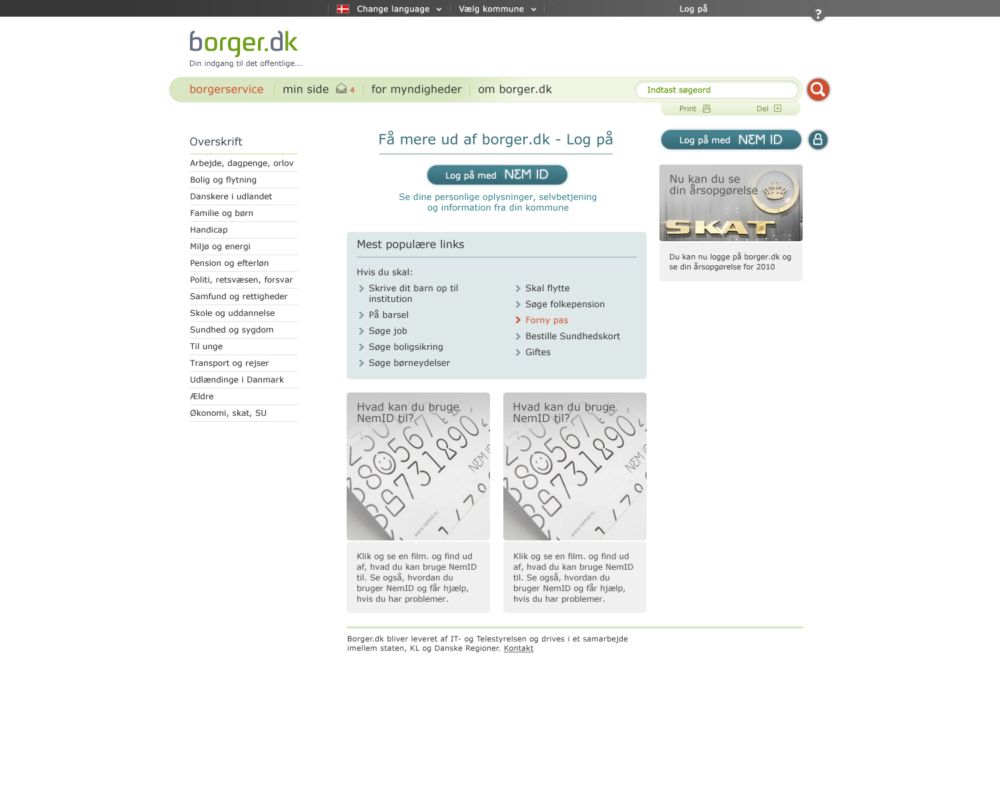 Change language
Vælg kommune
Log på
?
borger.dk
Din indgang til det offentlige...
borgerservice
min side 4
for myndigheder
om borger.dk
Indtast søgeord
Print
Del
Overskrift
Arbejde, dagpenge, orlov
Bolig og flytning
Danskere i udlandet
Familie og børn
Handicap
Miljø og energi
Pension og efterløn
Politi, retsvæsen, forsvar
Samfund og rettigheder
Skole og uddannelse
Sundhed og sygdom
Til unge
Transport og rejser
Udlændinge i Danmark
Ældre
Økonomi, skat, SU
Få mere ud af borger.dk - Log på
Log på med NEM ID
Se dine personlige oplysninger, selvbetjening
og information fra din kommune
Mest populære links
Hvis du skal:
Skrive dit barn op til
institution
På barsel
Søge job
Søge boligsikring
Søge børneydelser
Skal flytte
Søge folkepension
Forny pas
Bestille Sundhedskort
Giftes
Hvad kan du bruge
NemID til?
NEM ID
www.nemid.nu
Klik og se en film. og find ud
af, hvad du kan bruge NemID
til. Se også, hvordan du
bruger NemID og får hjælp,
hvis du har problemer.
Hvad kan du bruge
NemID til?
NEM ID
www.nemid.nu
Klik og se en film. og find ud
af, hvad du kan bruge NemID
til. Se også, hvordan du
bruger NemID og får hjælp,
hvis du har problemer.
Log på med NEM ID
Nu kan du se
din årsopgørelse
SKAT
Du kan nu logge på borger.dk og
se din årsopgørelse for 2010
Borger.dk bliver leveret af IT- og Telestyrelsen og drives i et samarbejde
imellem staten, KL og Danske Regioner. Kontakt